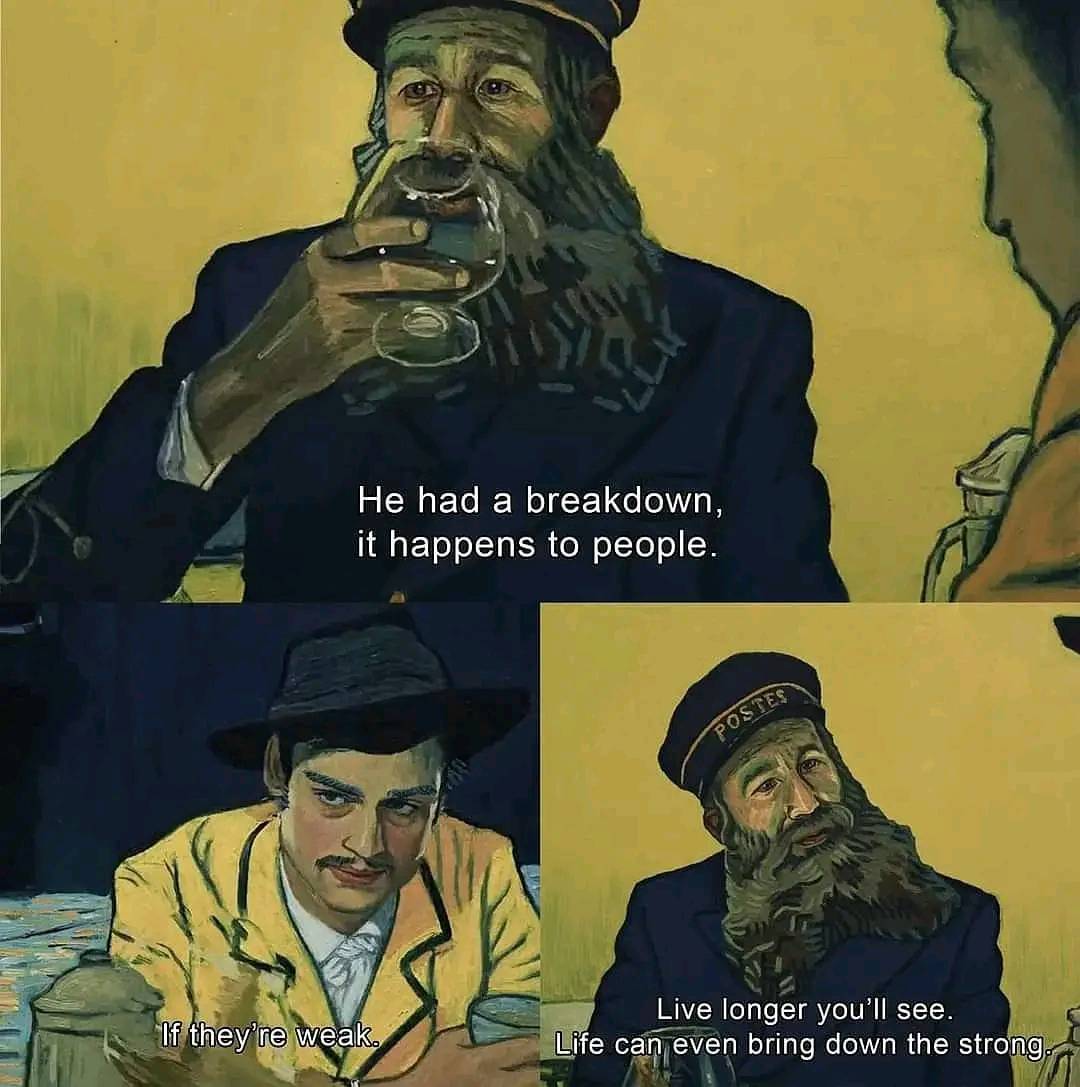 He had a breakdown,
it happens to people.
If they're weak.
POSTES
Live longer you'll see.
Life can even bring down the strong.